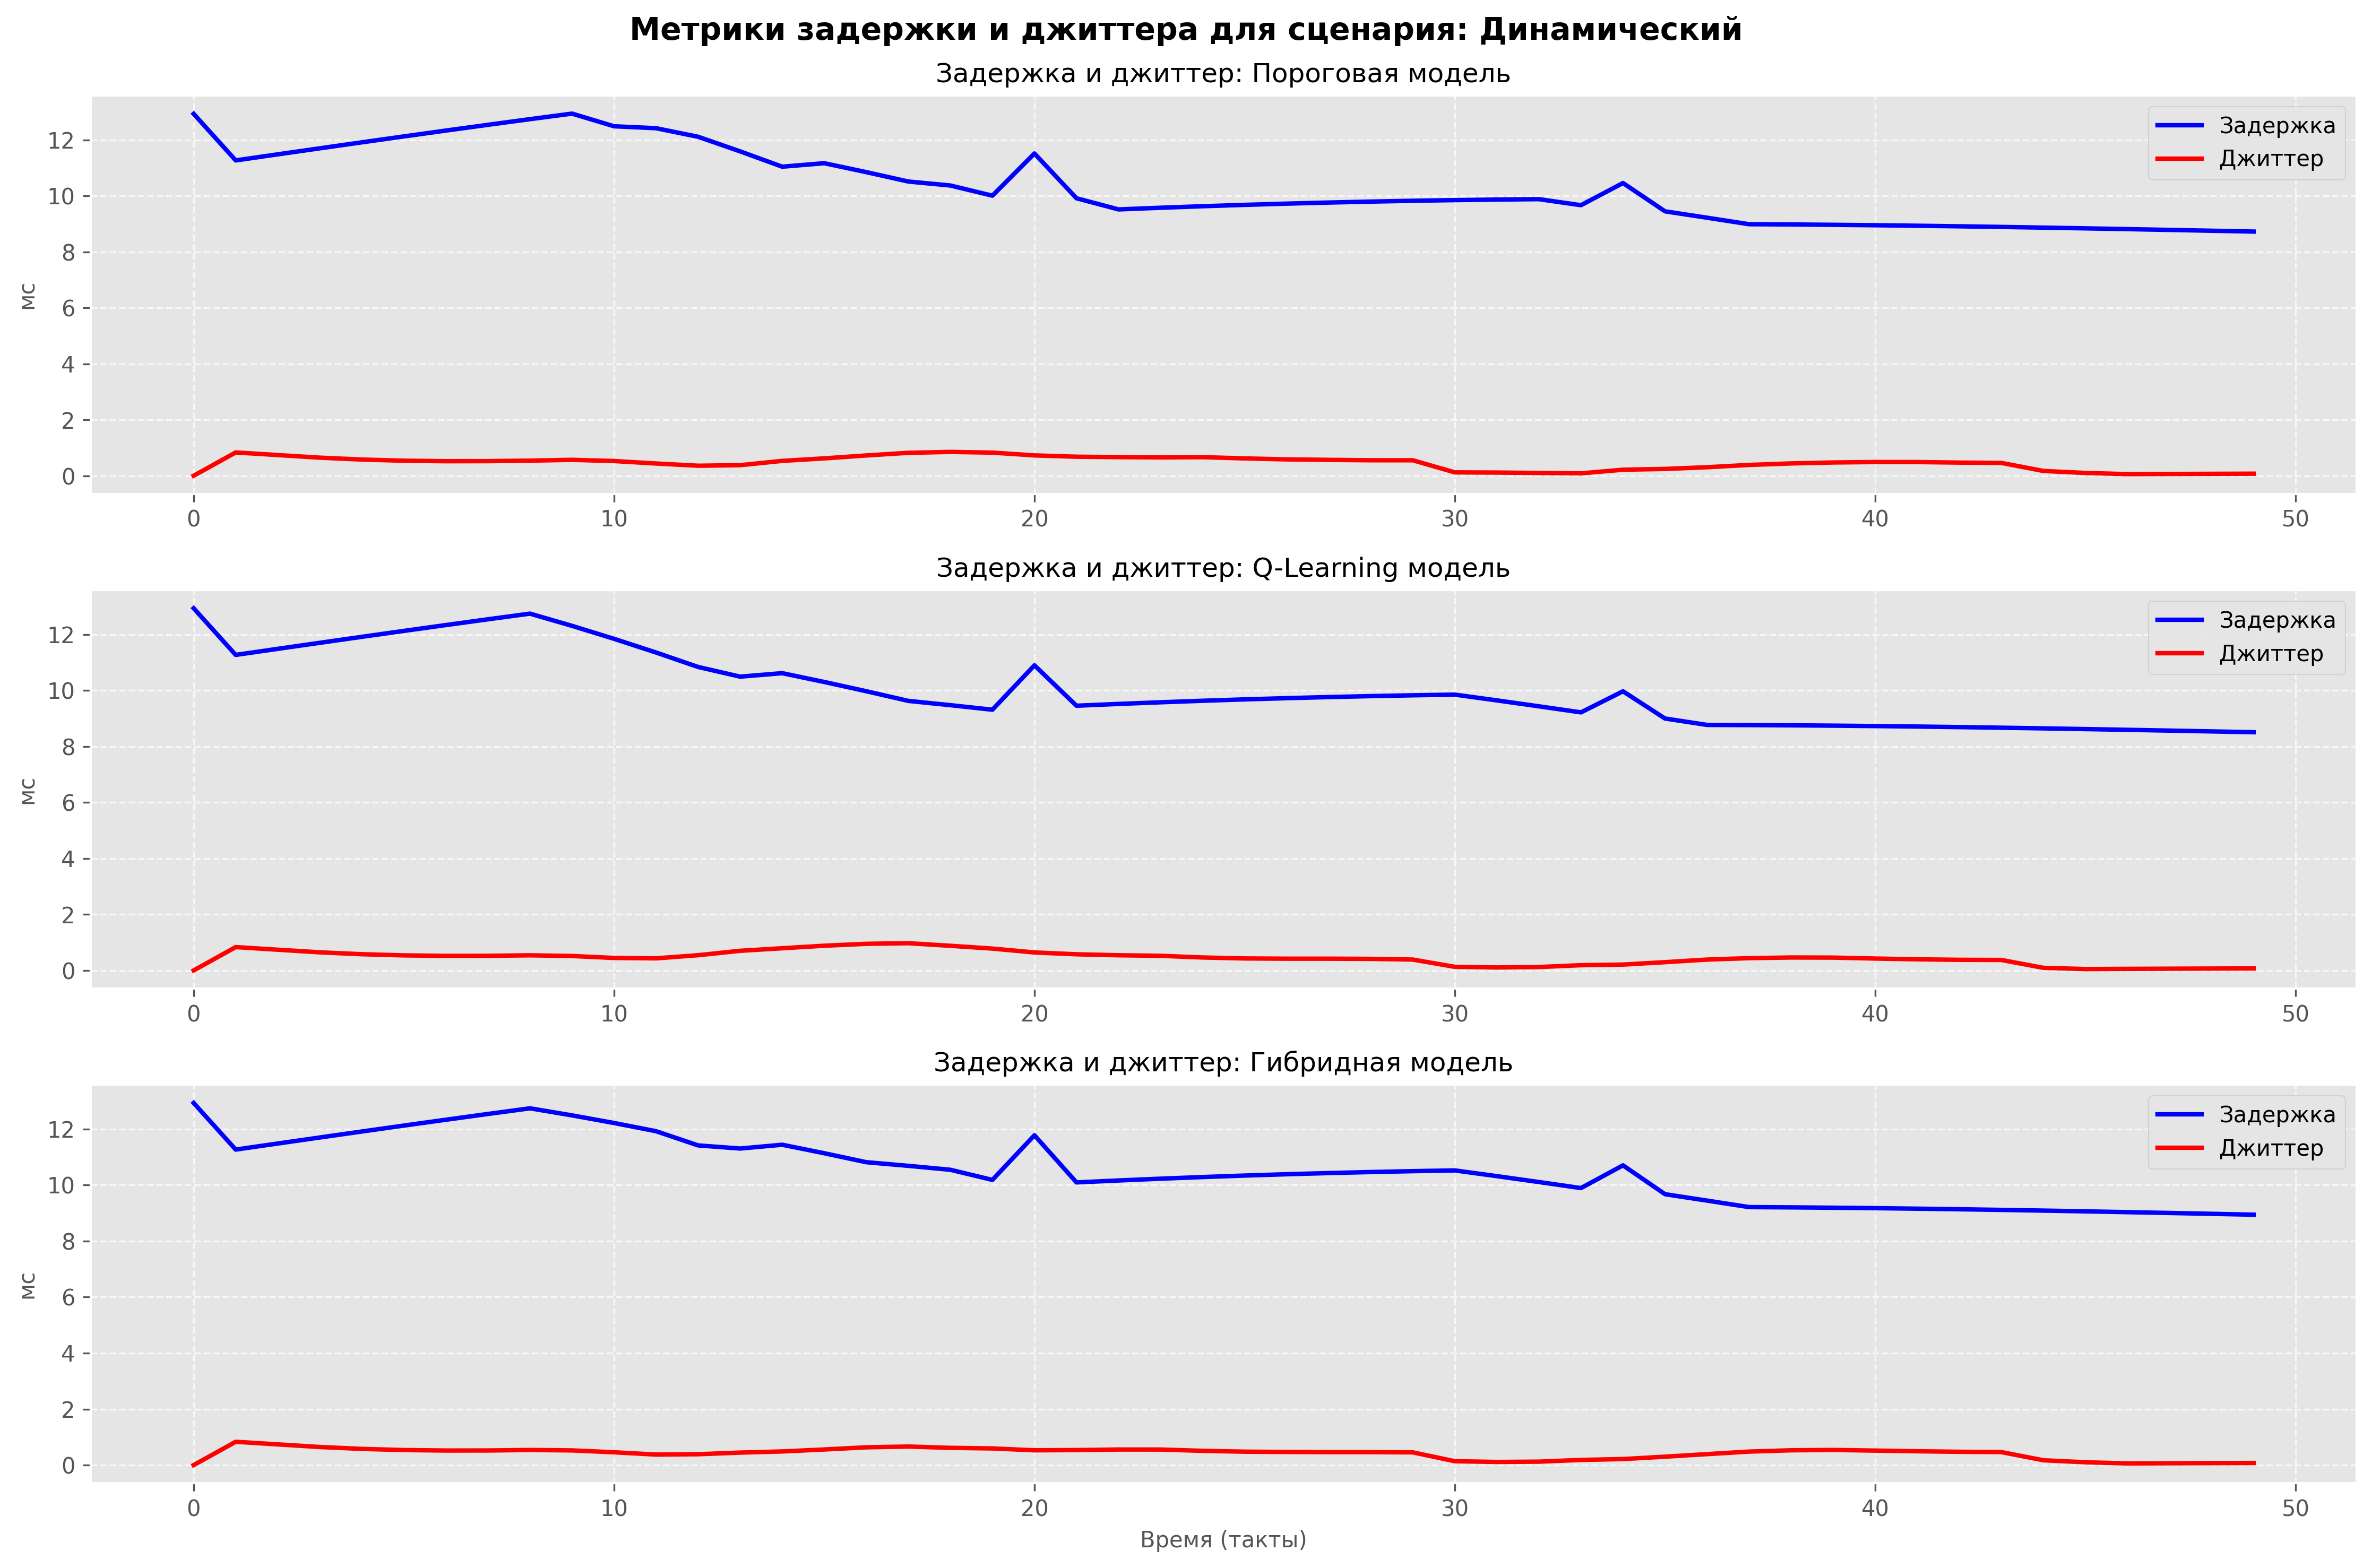 Метрики задержки и джиттера для сценария: Динамический
Задержка и джиттер: Пороговая модель
Задержка
Джиттер
мс
12
10
8
6
4
2
0
0 10 20 30 40 50
Задержка и джиттер: Q-Learning модель
Задержка
Джиттер
мс
12
10
8
6
4
2
0
0 10 20 30 40 50
Задержка и джиттер: Гибридная модель
Задержка
Джиттер
мс
12
10
8
6
4
2
0
0 10 20 30 40 50
Время (такты)